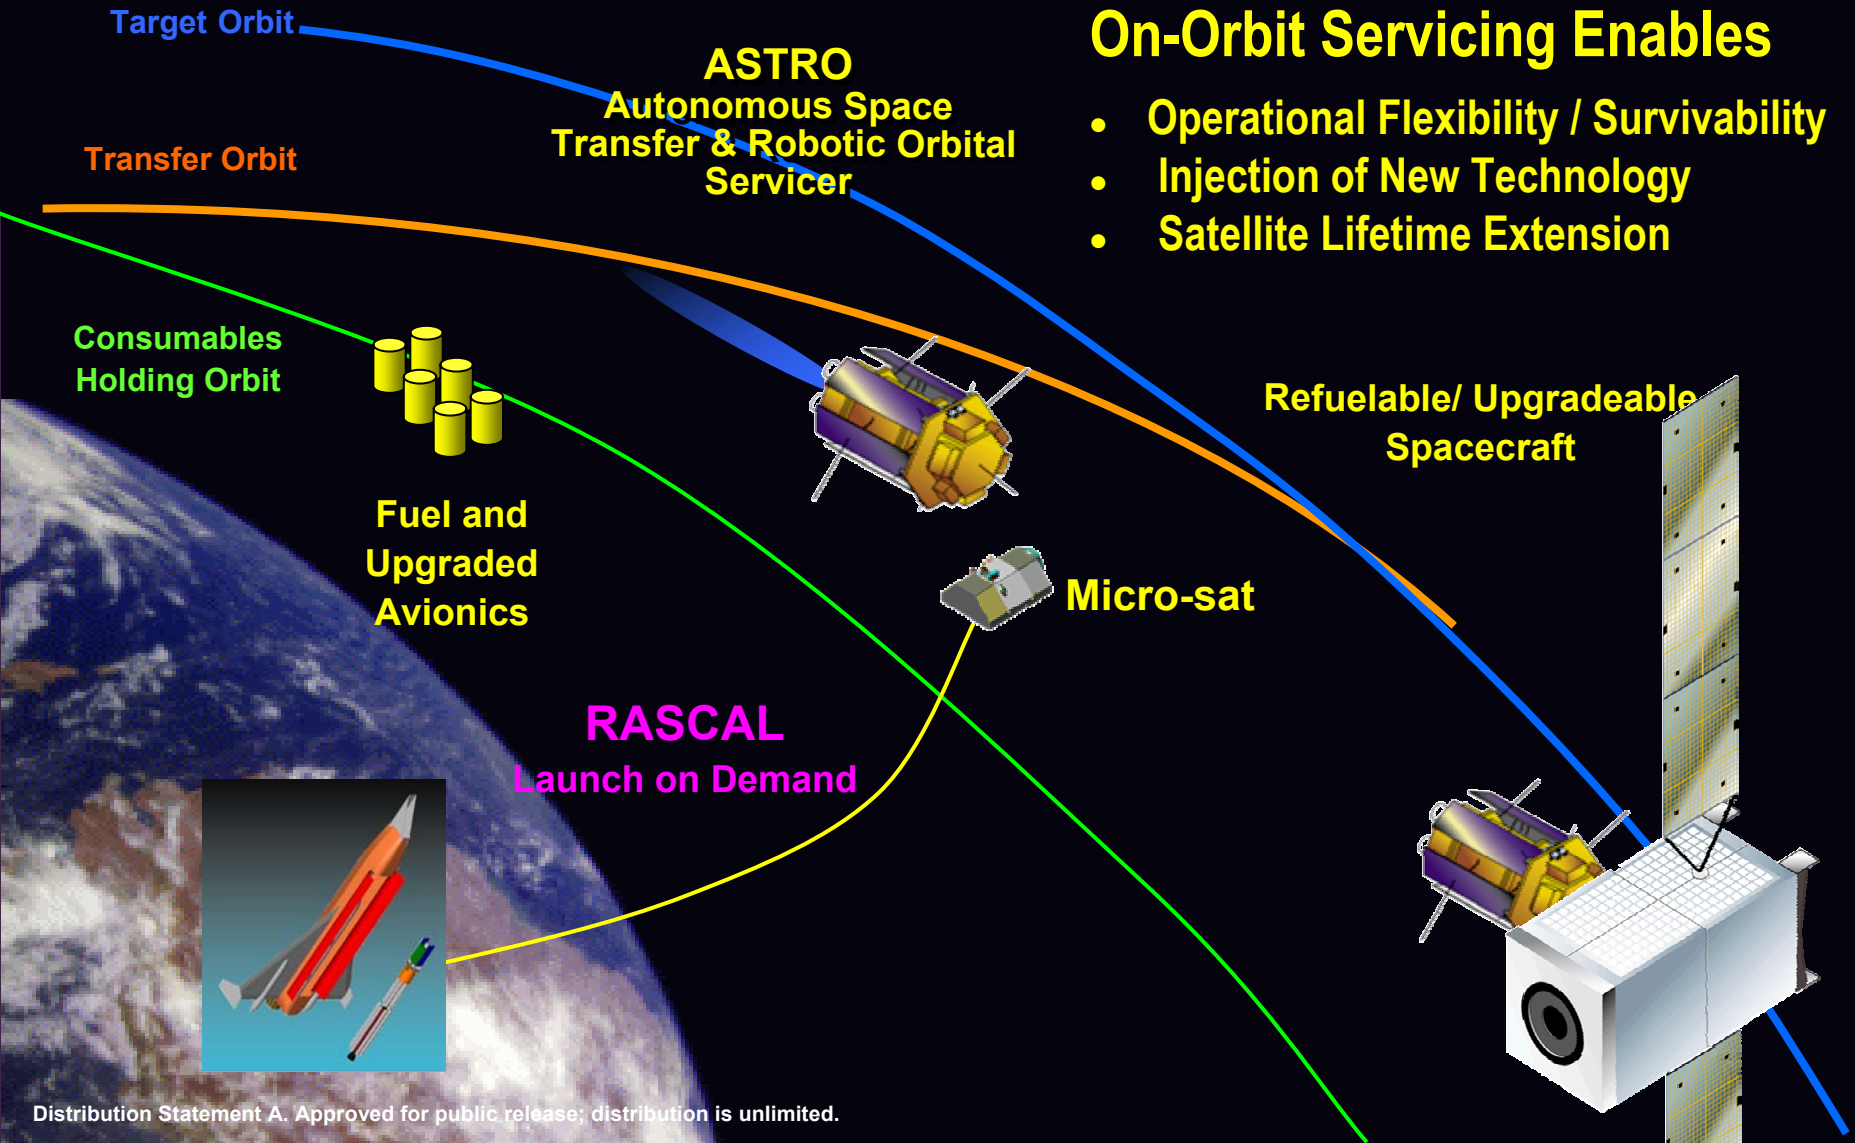 Target Orbit
ASTRO
Autonomous Space
Transfer & Robotic Orbital
Servicer
On-Orbit Servicing Enables
• Operational Flexibility / Survivability
• Injection of New Technology
• Satellite Lifetime Extension
Transfer Orbit
Consumables
Holding Orbit
Refuelable/ Upgradeable
Spacecraft
Fuel and
Upgraded
Avionics
Micro-sat
RASCAL
Launch on Demand
Distribution Statement A. Approved for public release; distribution is unlimited.